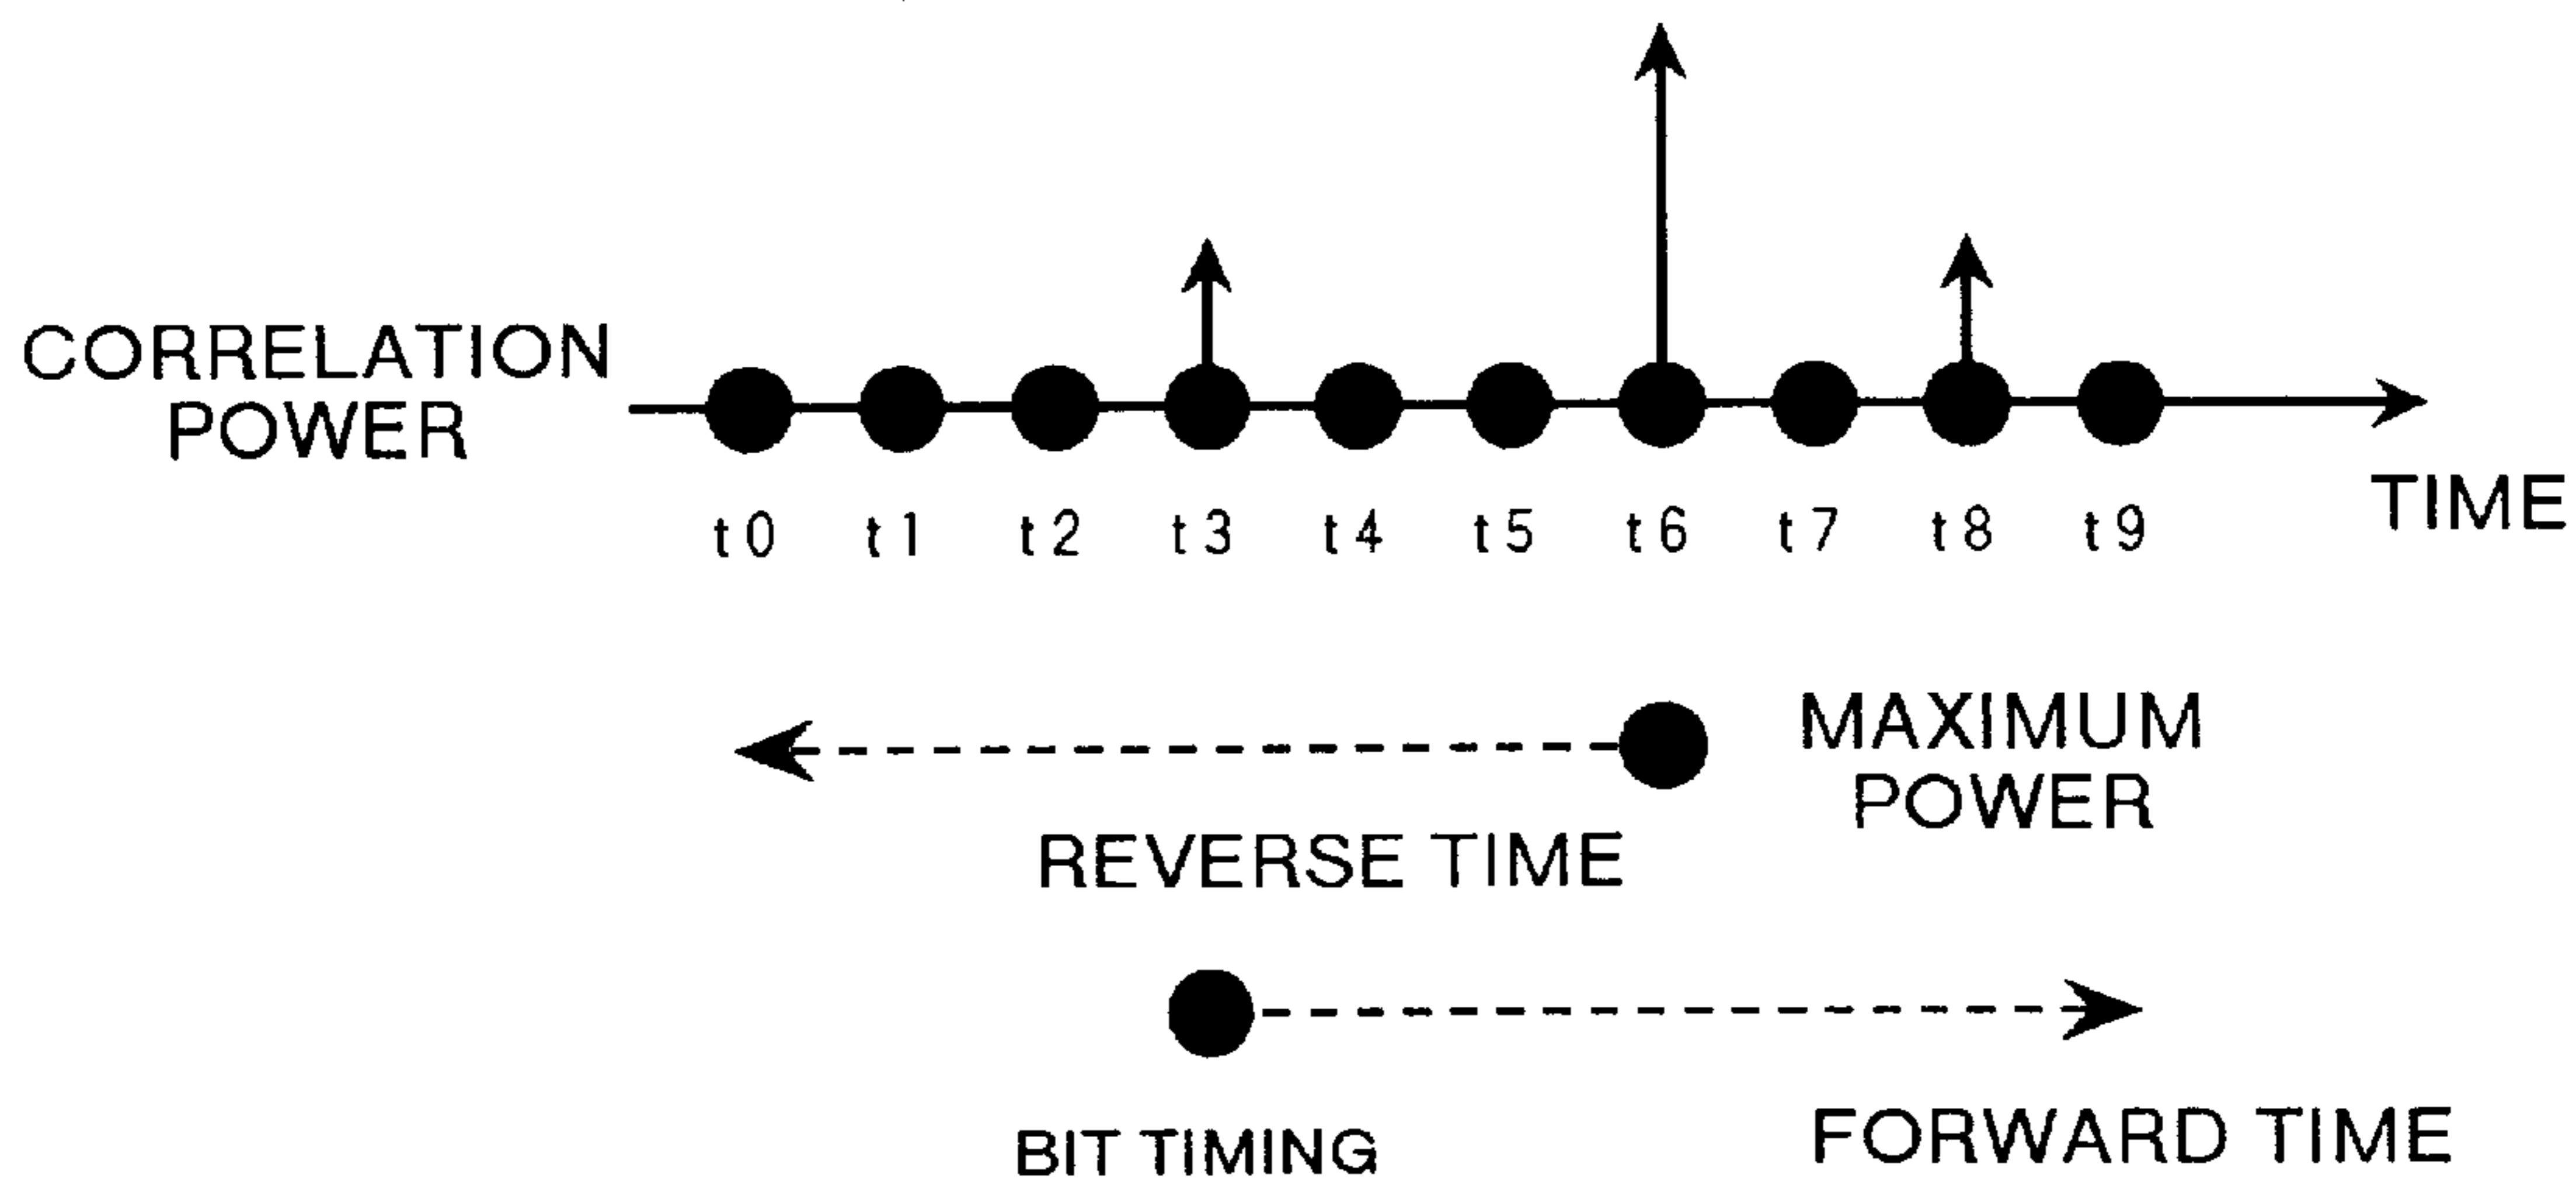 CORRELATION
POWER
t0 t1 t2 t3 t4 t5 t6 t7 t8 t9
TIME
MAXIMUM
POWER
REVERSE TIME
BIT TIMING
FORWARD TIME